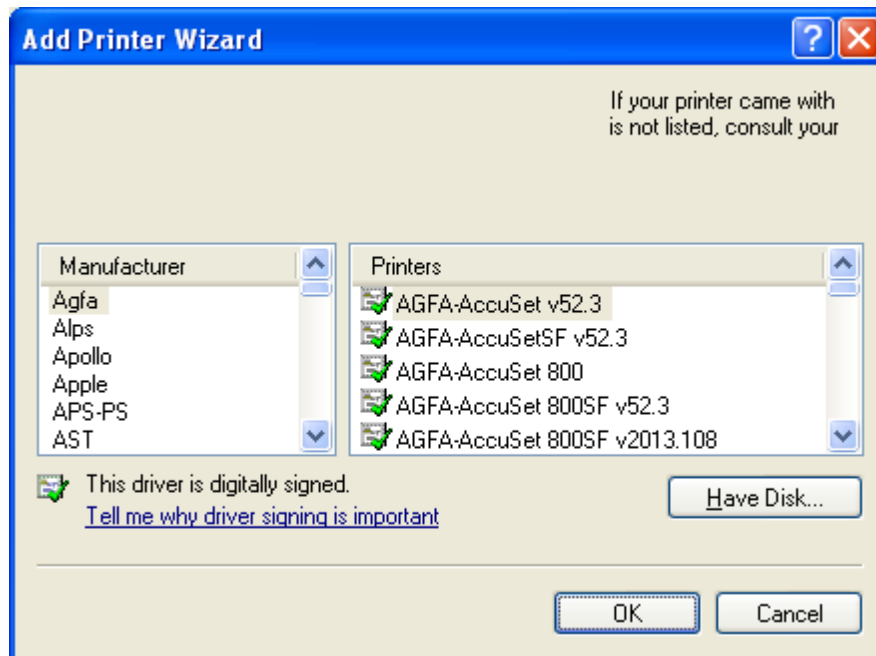 Add Printer Wizard
If your printer came with
is not listed, consult your
Manufacturer
Agfa
Alps
Apollo
Apple
APS-PS
AST
Printers
AGFA-AccuSet v52.3
AGFA-AccuSetSF v52.3
AGFA-AccuSet 800
AGFA-AccuSet 800SF v52.3
AGFA-AccuSet 800SF v2013.108
This driver is digitally signed.
Tell me why driver signing is important
Have Disk...
OK
Cancel